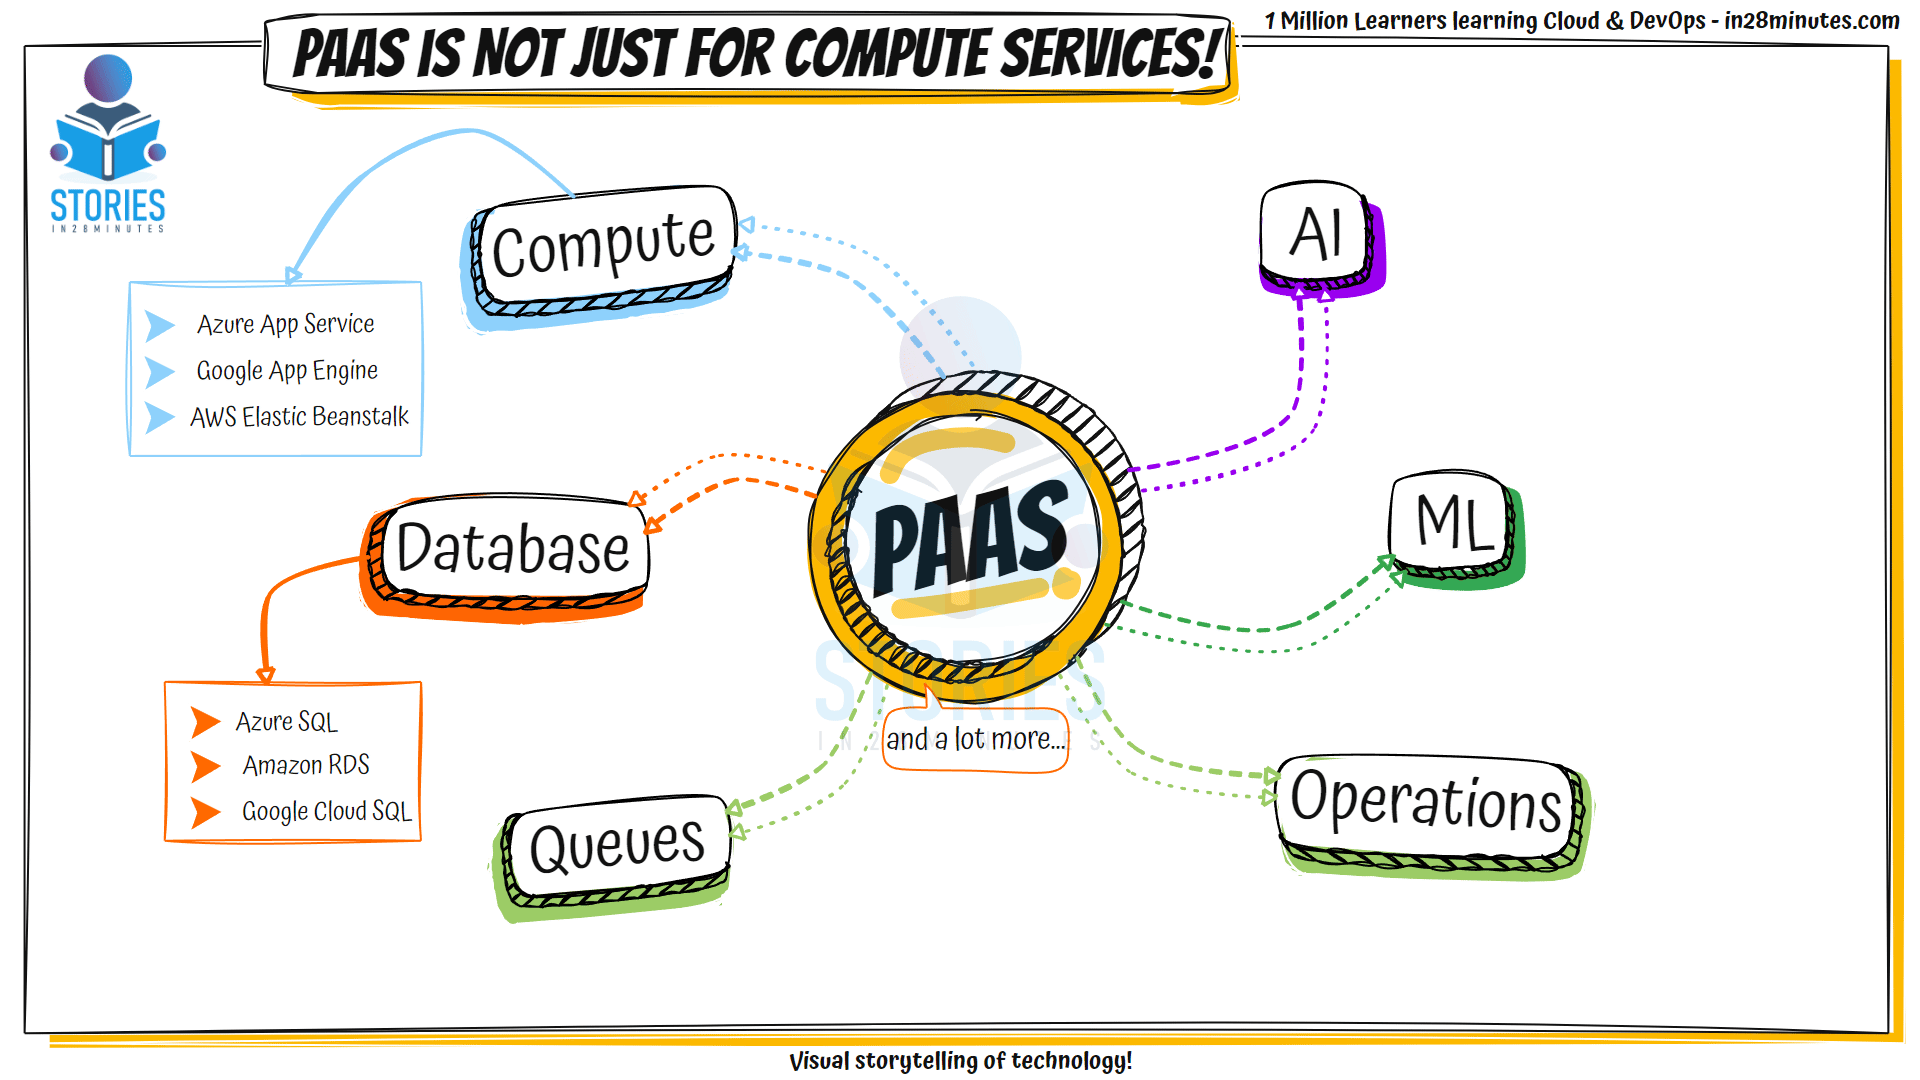 1 Million Learners learning Cloud & DevOps - in28minutes.com
PAAS IS NOT JUST FOR COMPUTE SERVICES!
STORIES
IN28MINUTES
Compute
Azure App Service
Google App Engine
AWS Elastic Beanstalk
AI
Database
Azure SQL
Amazon RDS
Google Cloud SQL
PAAS
ML
STORIES
IN28MINUTES
and a lot more...
Queues
Operations
Visual storytelling of technology!